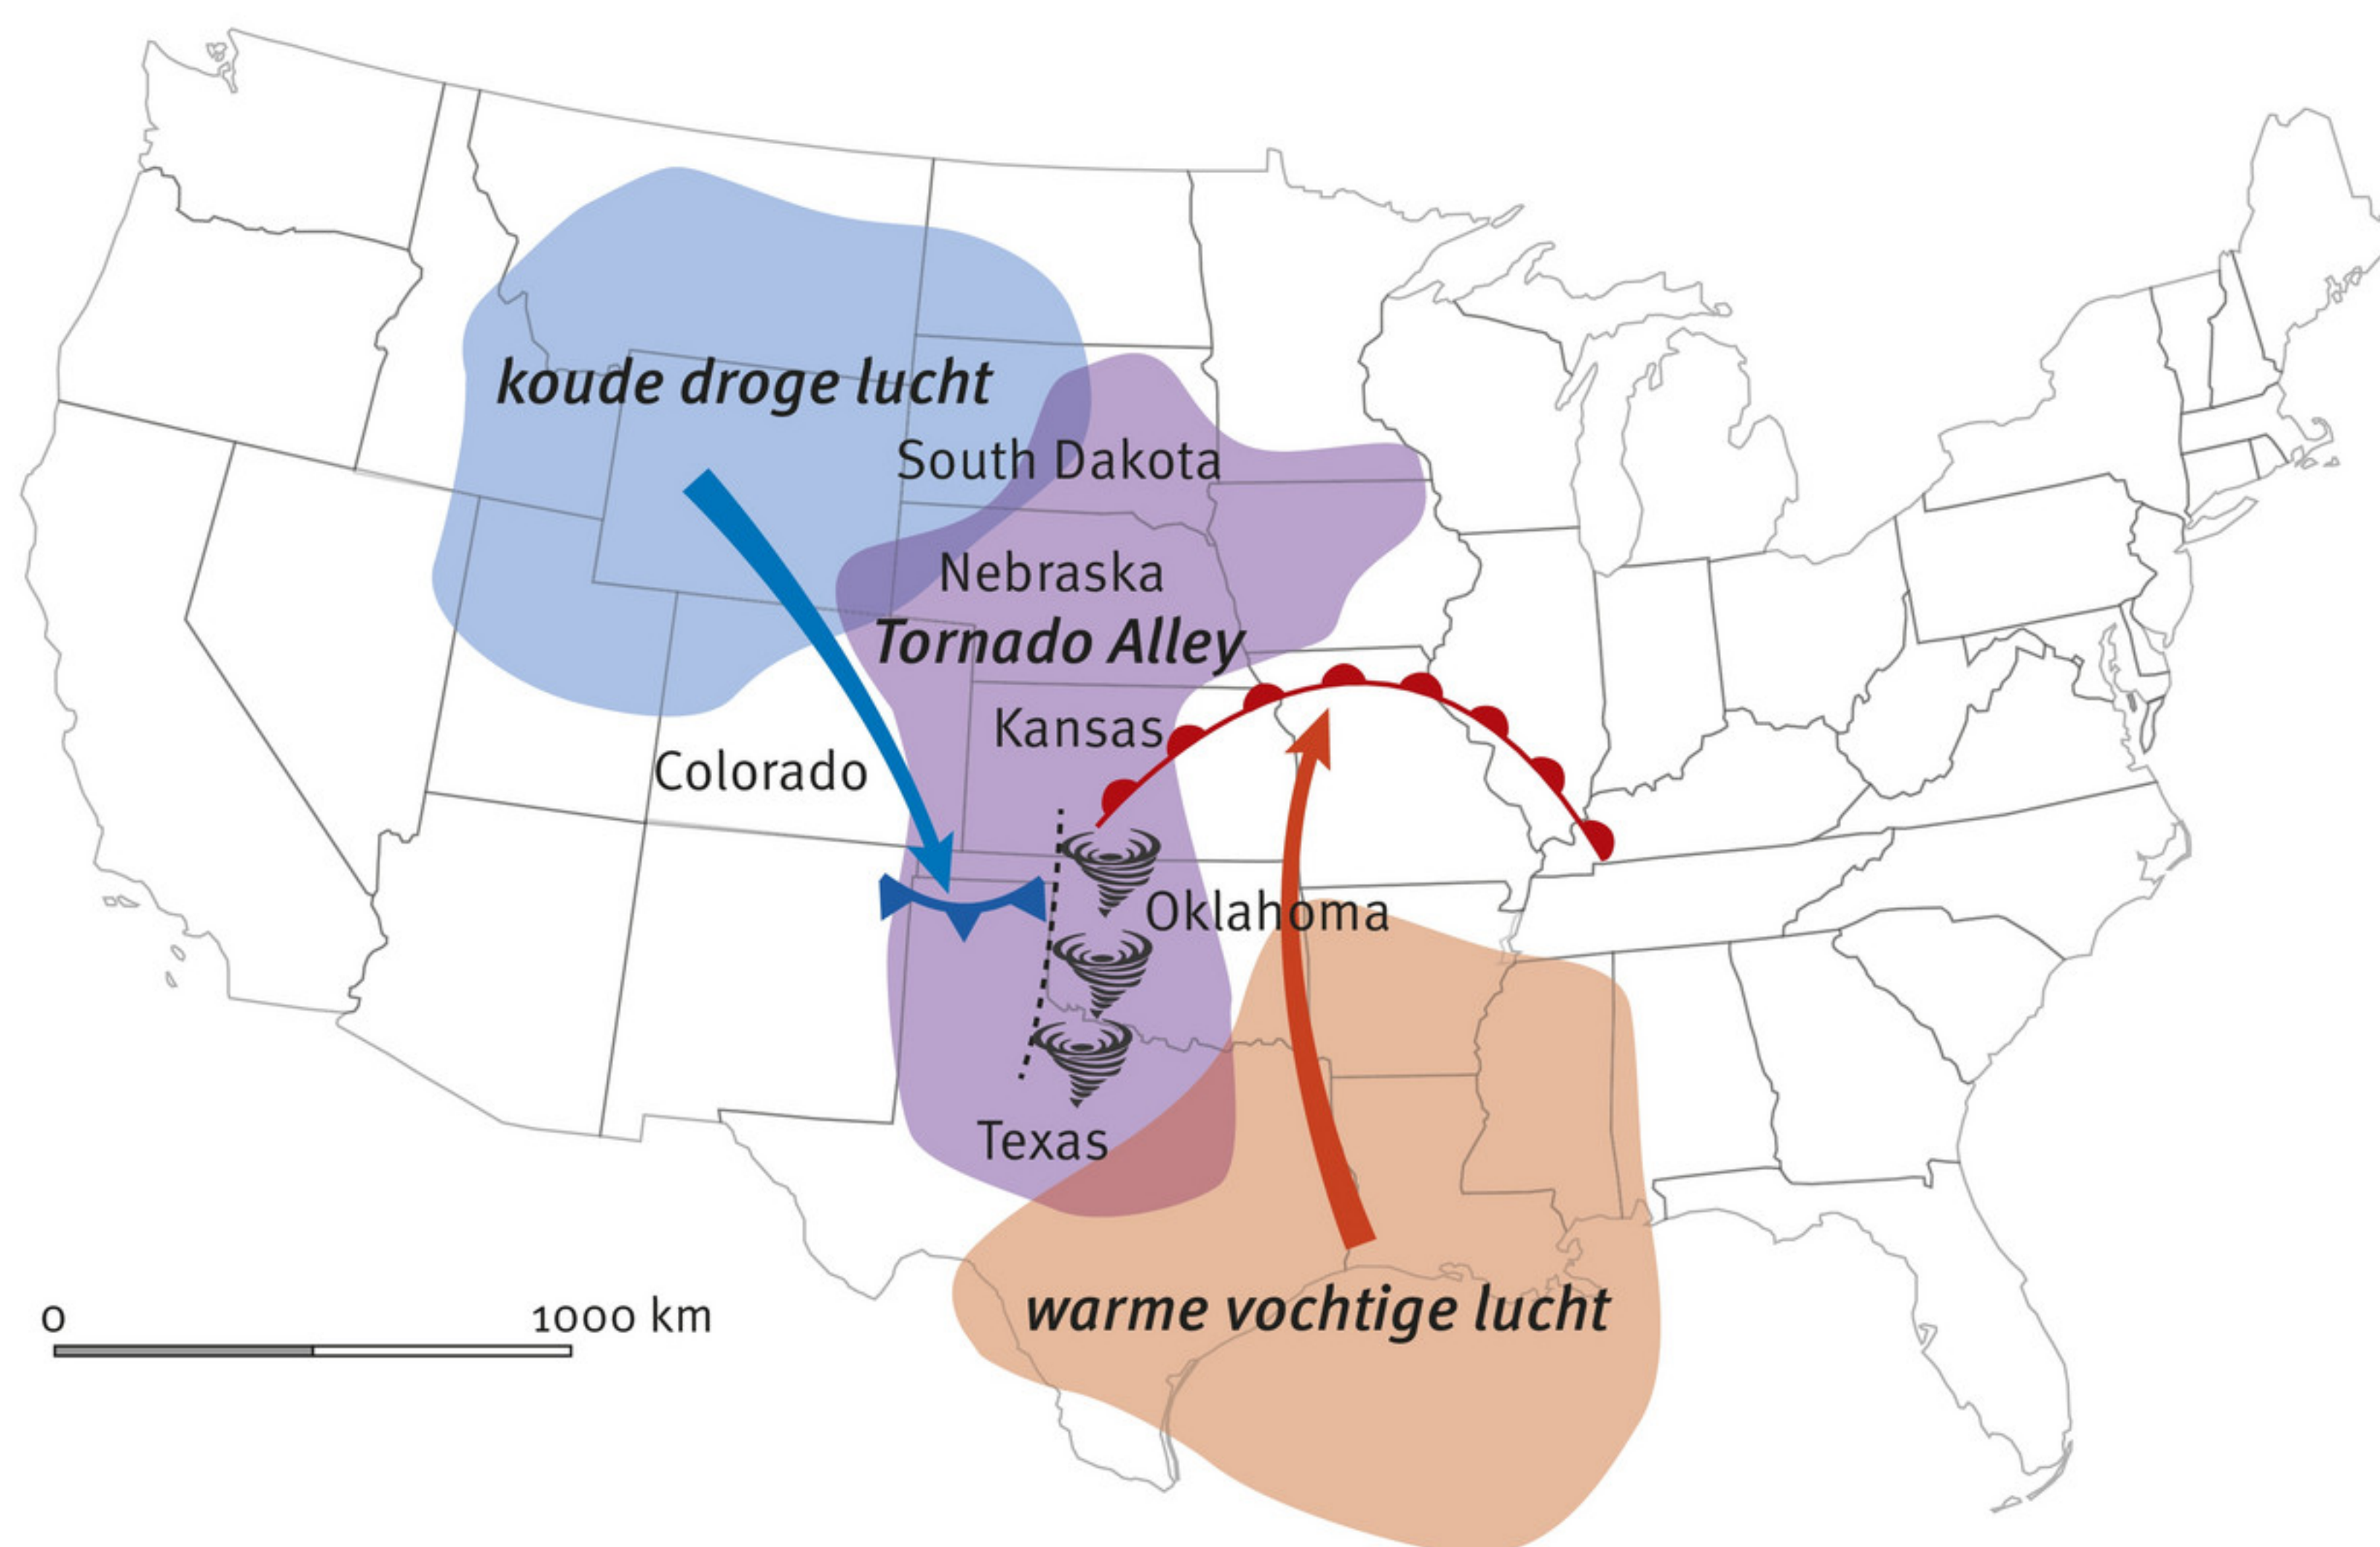 koude droge lucht
South Dakota
Nebraska
Tornado Alley
Kansas
Colorado
Oklahoma
Texas
warme vochtige lucht
0 1000 km